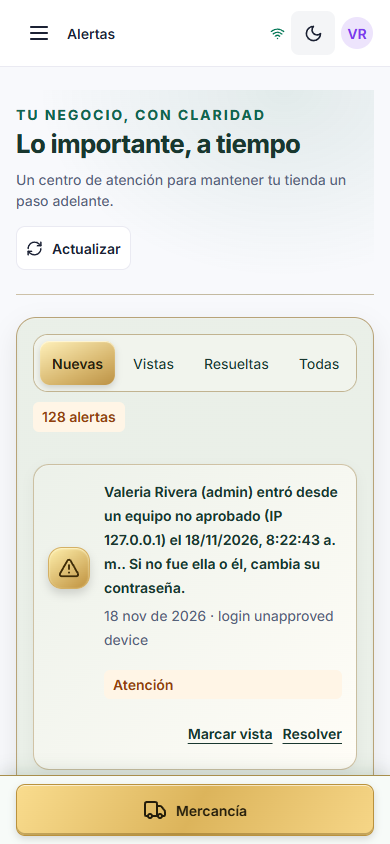 Alertas
VR
TU NEGOCIO, CON CLARIDAD
Lo importante, a tiempo
Un centro de atención para mantener tu tienda un
paso adelante.
Actualizar
Nuevas
Vistas
Resueltas
Todas
128 alertas
Valeria Rivera (admin) entró desde
un equipo no aprobado (IP
127.0.0.1) el 18/11/2026, 8:22:43 a.
m.. Si no fue ella o él, cambia su
contraseña.
18 nov de 2026 · login unapproved
device
Atención
Marcar vista
Resolver
Mercancía